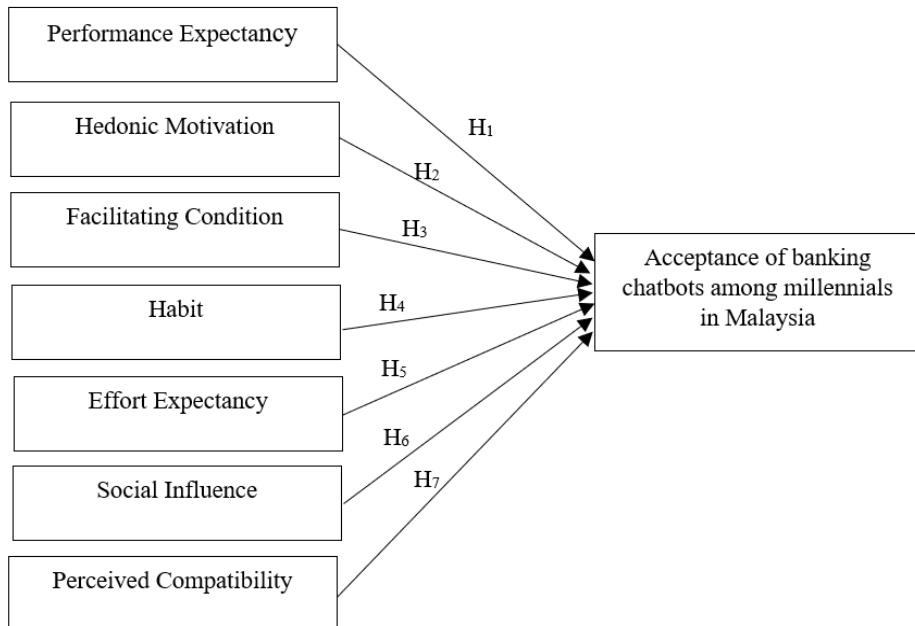 Performance Expectancy
H₁
Hedonic Motivation
H₂
Facilitating Condition
H₃
Habit
H₄
Effort Expectancy
H₅
Social Influence
H₆
Perceived Compatibility
H₇
Acceptance of banking
chatbots among millennials
in Malaysia